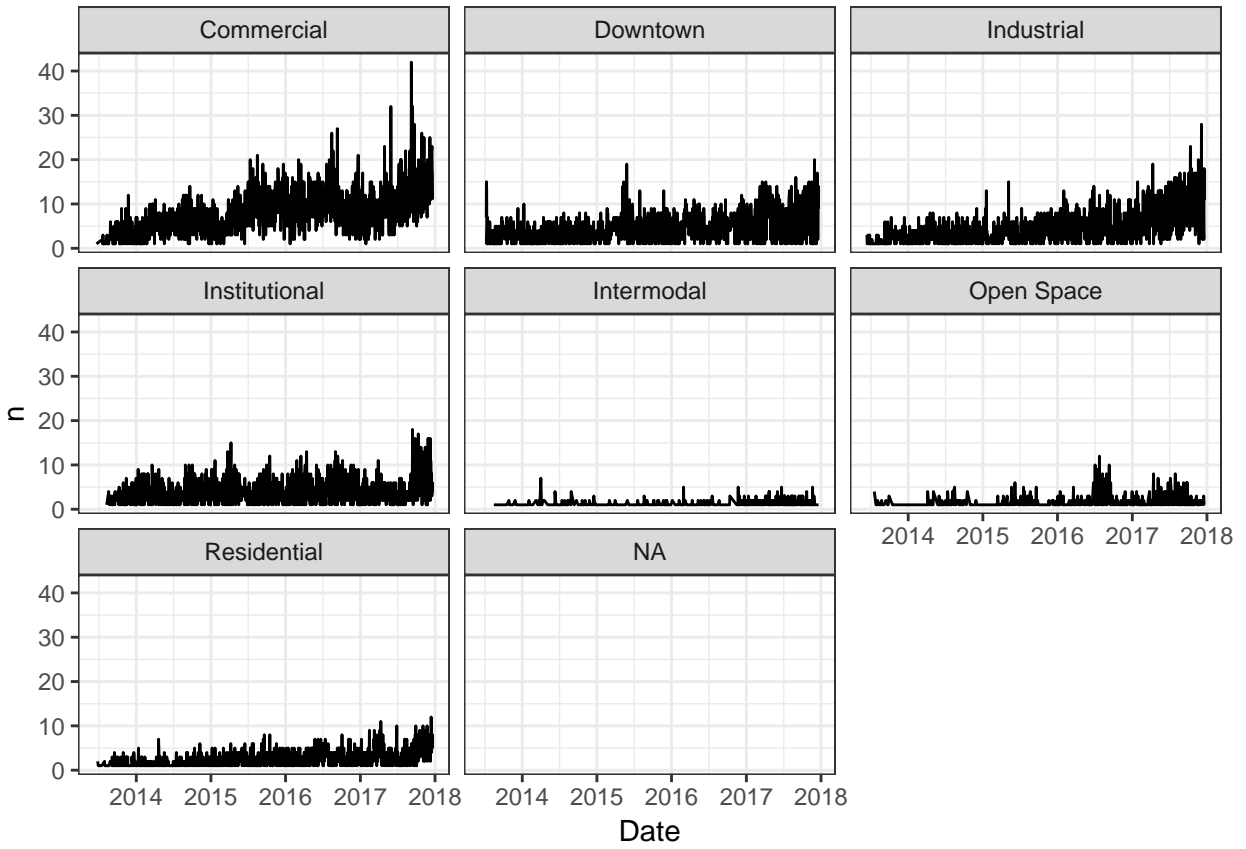 Commercial Downtown Industrial
40
30
20
10
0
Institutional Intermodal Open Space
40
30
20
10
0
n
2014 2015 2016 2017 2018
Residential NA
40
30
20
10
0
2014 2015 2016 2017 2018 2014 2015 2016 2017 2018
Date